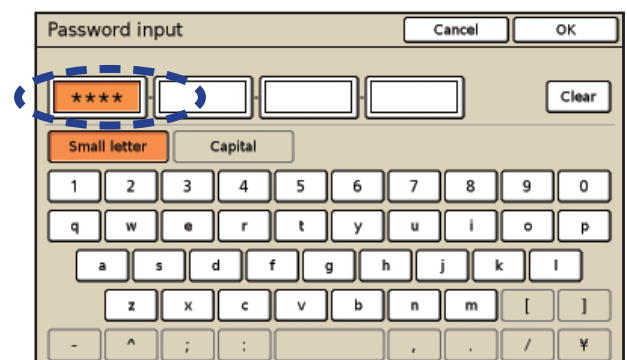 Password input Cancel OK
**** - - - Clear
Small letter Capital
1 2 3 4 5 6 7 8 9 0
q w e r t y u i o p
a s d f g h j k l
z x c v b n m [ ]
- ^ ; : , . / ¥